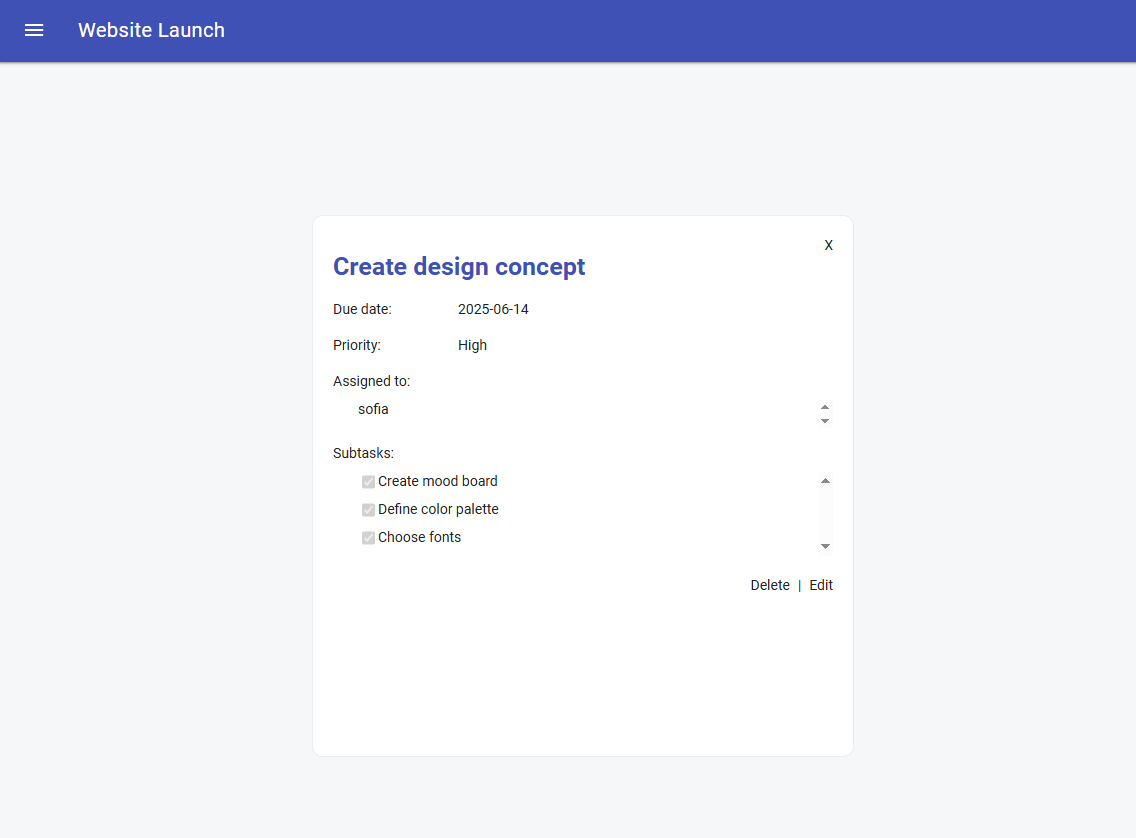 Website Launch
X
Create design concept
Due date: 2025-06-14
Priority: High
Assigned to:
sofia
Subtasks:
Create mood board
Define color palette
Choose fonts
Delete | Edit